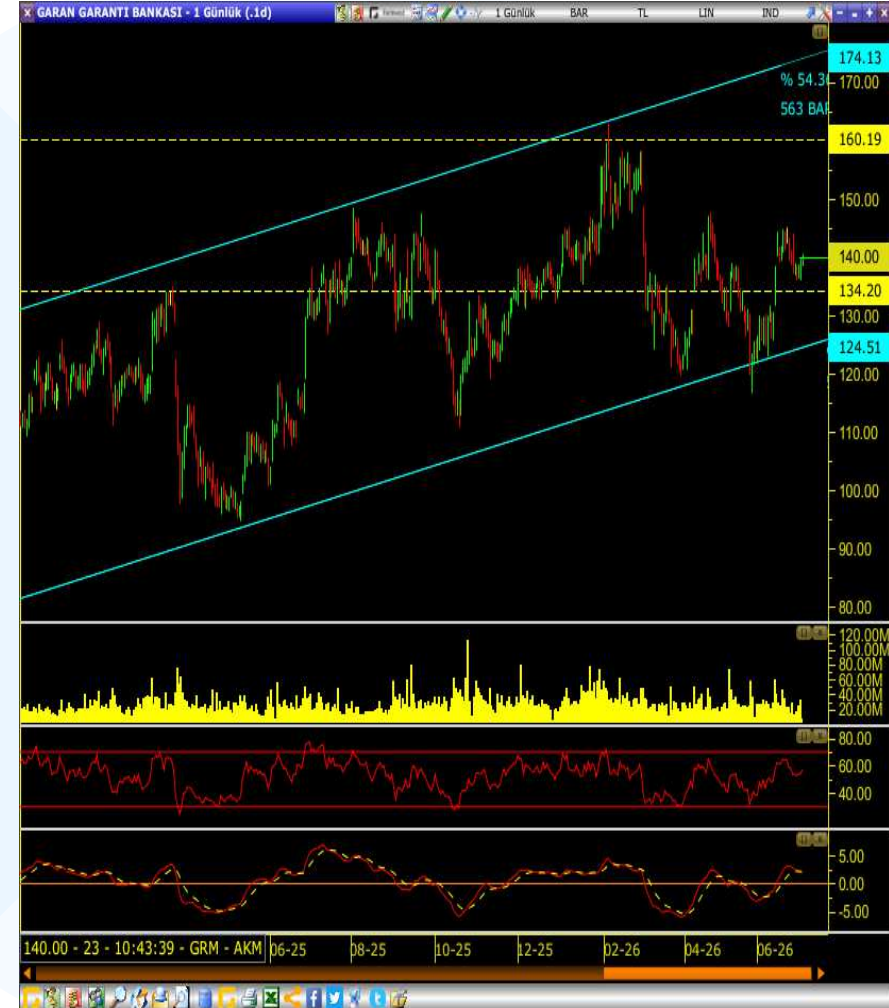 GARAN GARANTI BANKASI - 1 Günlük (.1d)
1 Günlük BAR TL LIN IND
174.13
% 54.3
170.00
563 BAR
160.19
150.00
140.00
134.20
130.00
124.51
120.00
110.00
100.00
90.00
80.00
120.00M
100.00M
80.00M
60.00M
40.00M
20.00M
80.00
60.00
40.00
5.00
0.00
-5.00
140.00 - 23 - 10:43:39 - GRM - AKM
06-25 08-25 10-25 12-25 02-26 04-26 06-26